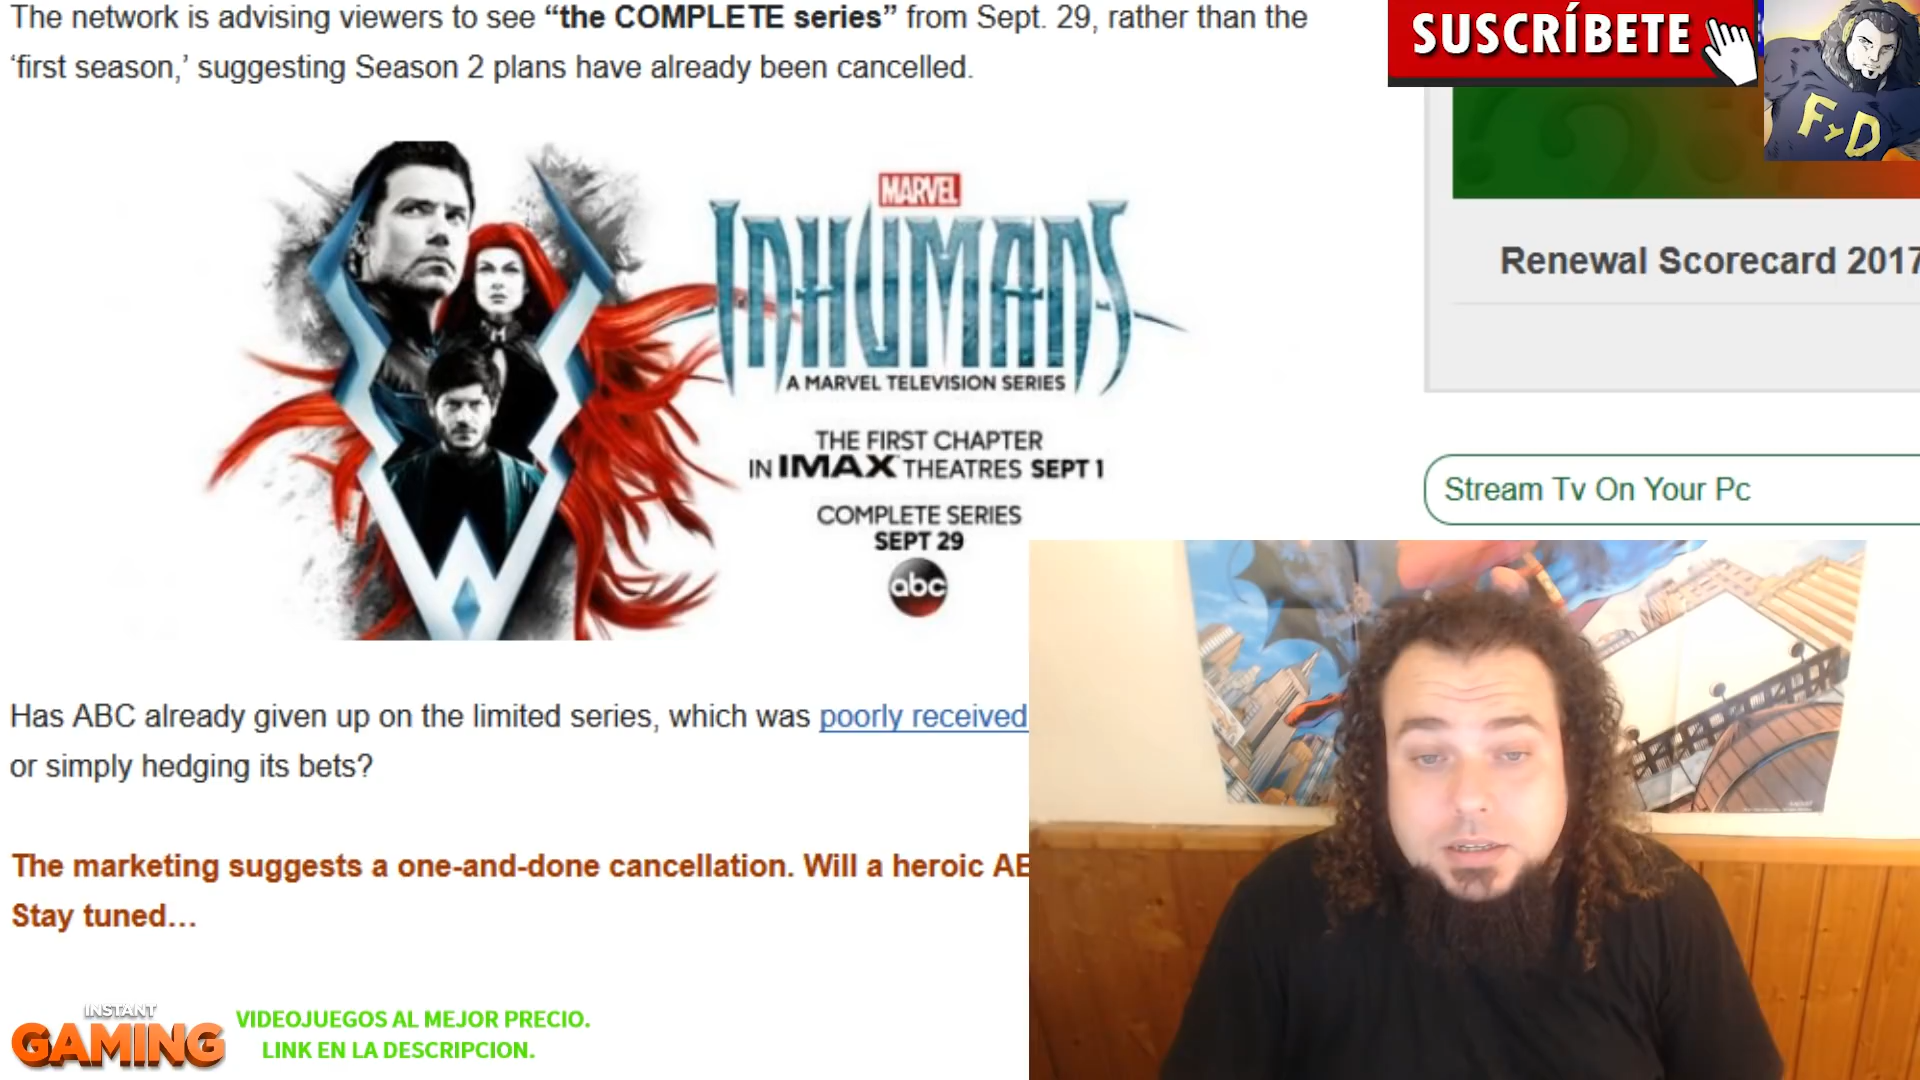 The network is advising viewers to see “the COMPLETE series” from Sept. 29, rather than the
‘first season,’ suggesting Season 2 plans have already been cancelled.
SUSCRÍBETE
F Y D
MARVEL
INHUMANS
A MARVEL TELEVISION SERIES
THE FIRST CHAPTER
IN IMAX THEATRES SEPT 1
COMPLETE SERIES
SEPT 29
abc
Renewal Scorecard 2017
Stream Tv On Your Pc
Has ABC already given up on the limited series, which was poorly received
or simply hedging its bets?
The marketing suggests a one-and-done cancellation. Will a heroic
Stay tuned…
INSTANT
GAMING
VIDEOJUEGOS AL MEJOR PRECIO.
LINK EN LA DESCRIPCION.